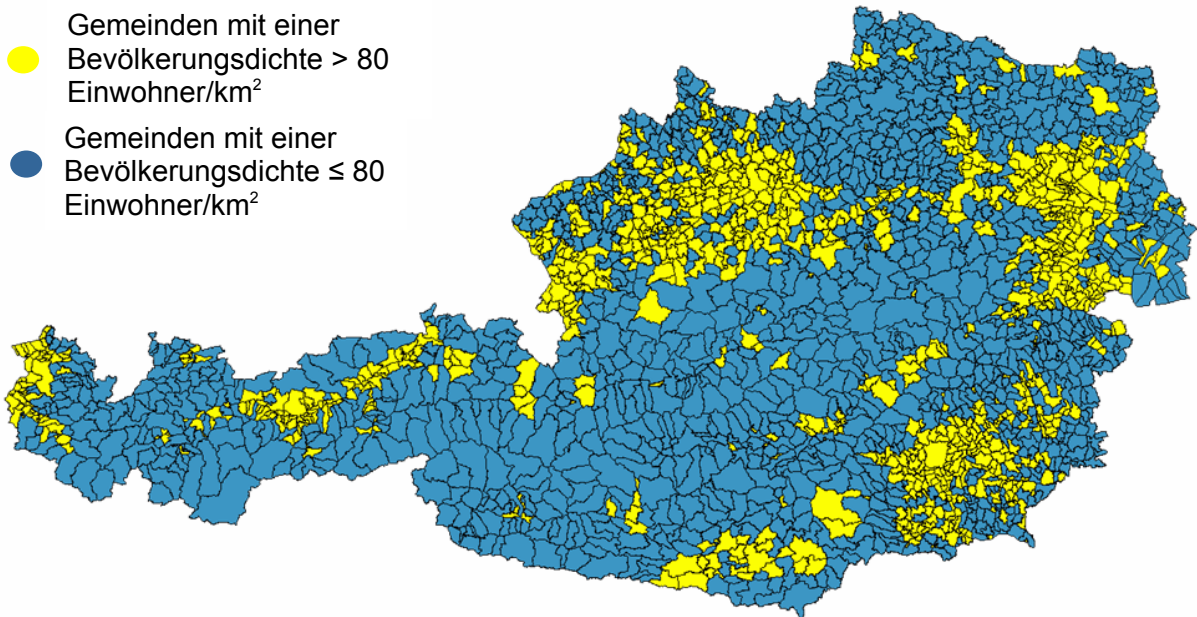 Gemeinden mit einer
Bevölkerungsdichte > 80
Einwohner/km²
Gemeinden mit einer
Bevölkerungsdichte ≤ 80
Einwohner/km²